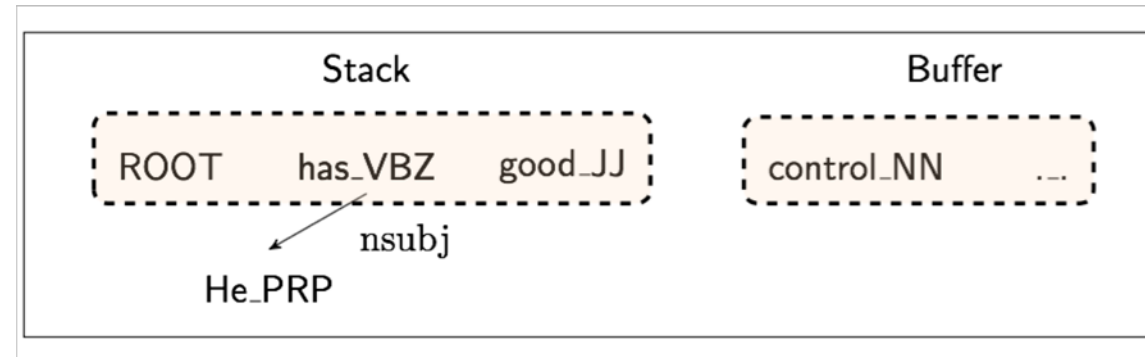 Stack Buffer
ROOT has_VBZ good_JJ control_NN ._.
nsubj
He_PRP